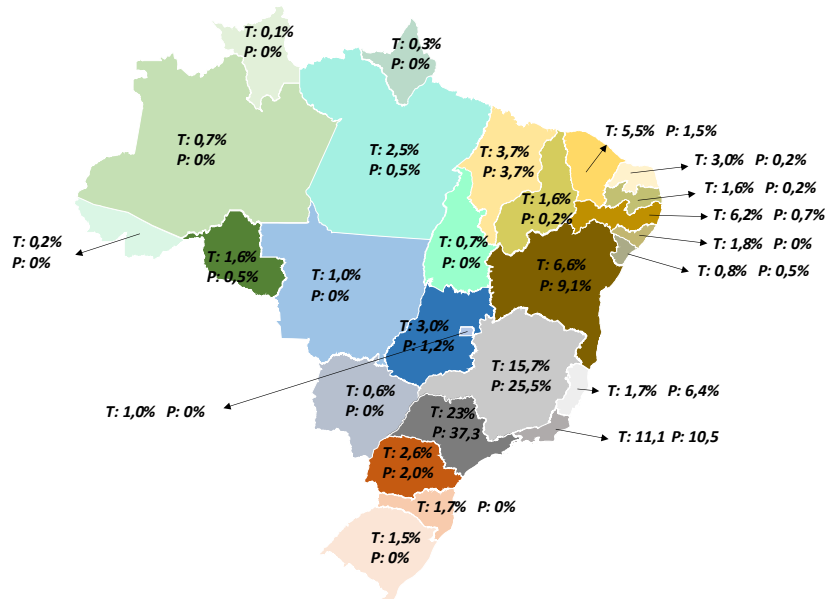 T: 0,1%
P: 0%
T: 0,3%
P: 0%
T: 0,7%
P: 0%
T: 2,5%
P: 0,5%
T: 3,7%
P: 3,7%
T: 5,5% P: 1,5%
T: 3,0% P: 0,2%
T: 1,6% P: 0,2%
T: 1,6%
P: 0,2%
T: 6,2% P: 0,7%
T: 1,8% P: 0%
T: 0,8% P: 0,5%
T: 0,2%
P: 0%
T: 1,6%
P: 0,5%
T: 1,0%
P: 0%
T: 0,7%
P: 0%
T: 6,6%
P: 9,1%
T: 3,0%
P: 1,2%
T: 15,7%
P: 25,5%
T: 1,7% P: 6,4%
T: 1,0% P: 0%
T: 0,6%
P: 0%
T: 23%
P: 37,3
T: 11,1 P: 10,5
T: 2,6%
P: 2,0%
T: 1,7% P: 0%
T: 1,5%
P: 0%